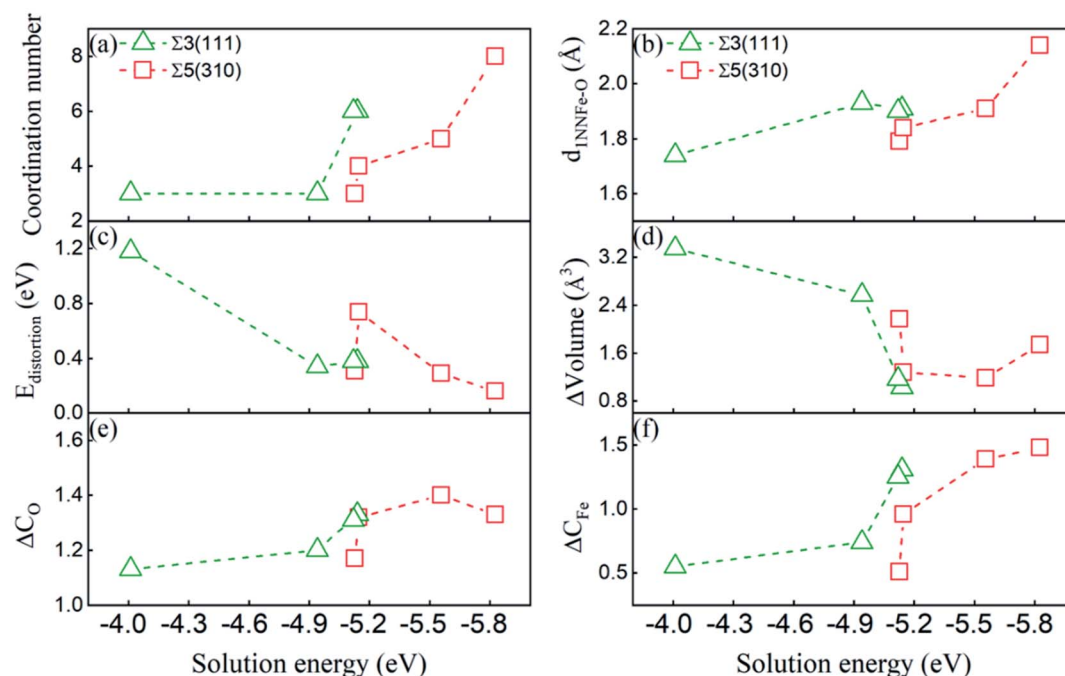 (a)
Σ3(111)
Σ5(310)
Coordination number
8
6
4
2
(b)
Σ3(111)
Σ5(310)
d1NNFe-O (Å)
2.2
2.0
1.8
1.6
(c)
Edistortion (eV)
1.2
0.8
0.4
0.0
(d)
ΔVolume (Å³)
3.2
2.4
1.6
0.8
(e)
ΔCO
1.6
1.4
1.2
1.0
(f)
ΔCFe
1.5
1.0
0.5
-4.0 -4.3 -4.6 -4.9 -5.2 -5.5 -5.8
Solution energy (eV)
-4.0 -4.3 -4.6 -4.9 -5.2 -5.5 -5.8
Solution energy (eV)